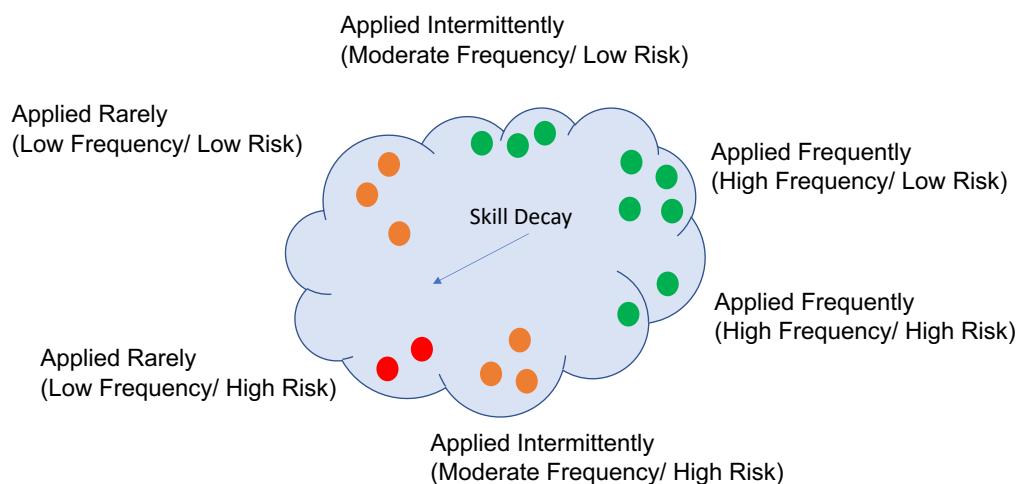 Applied Intermittently
(Moderate Frequency/ Low Risk)
Applied Rarely
(Low Frequency/ Low Risk)
Applied Frequently
(High Frequency/ Low Risk)
Skill Decay
Applied Frequently
(High Frequency/ High Risk)
Applied Rarely
(Low Frequency/ High Risk)
Applied Intermittently
(Moderate Frequency/ High Risk)